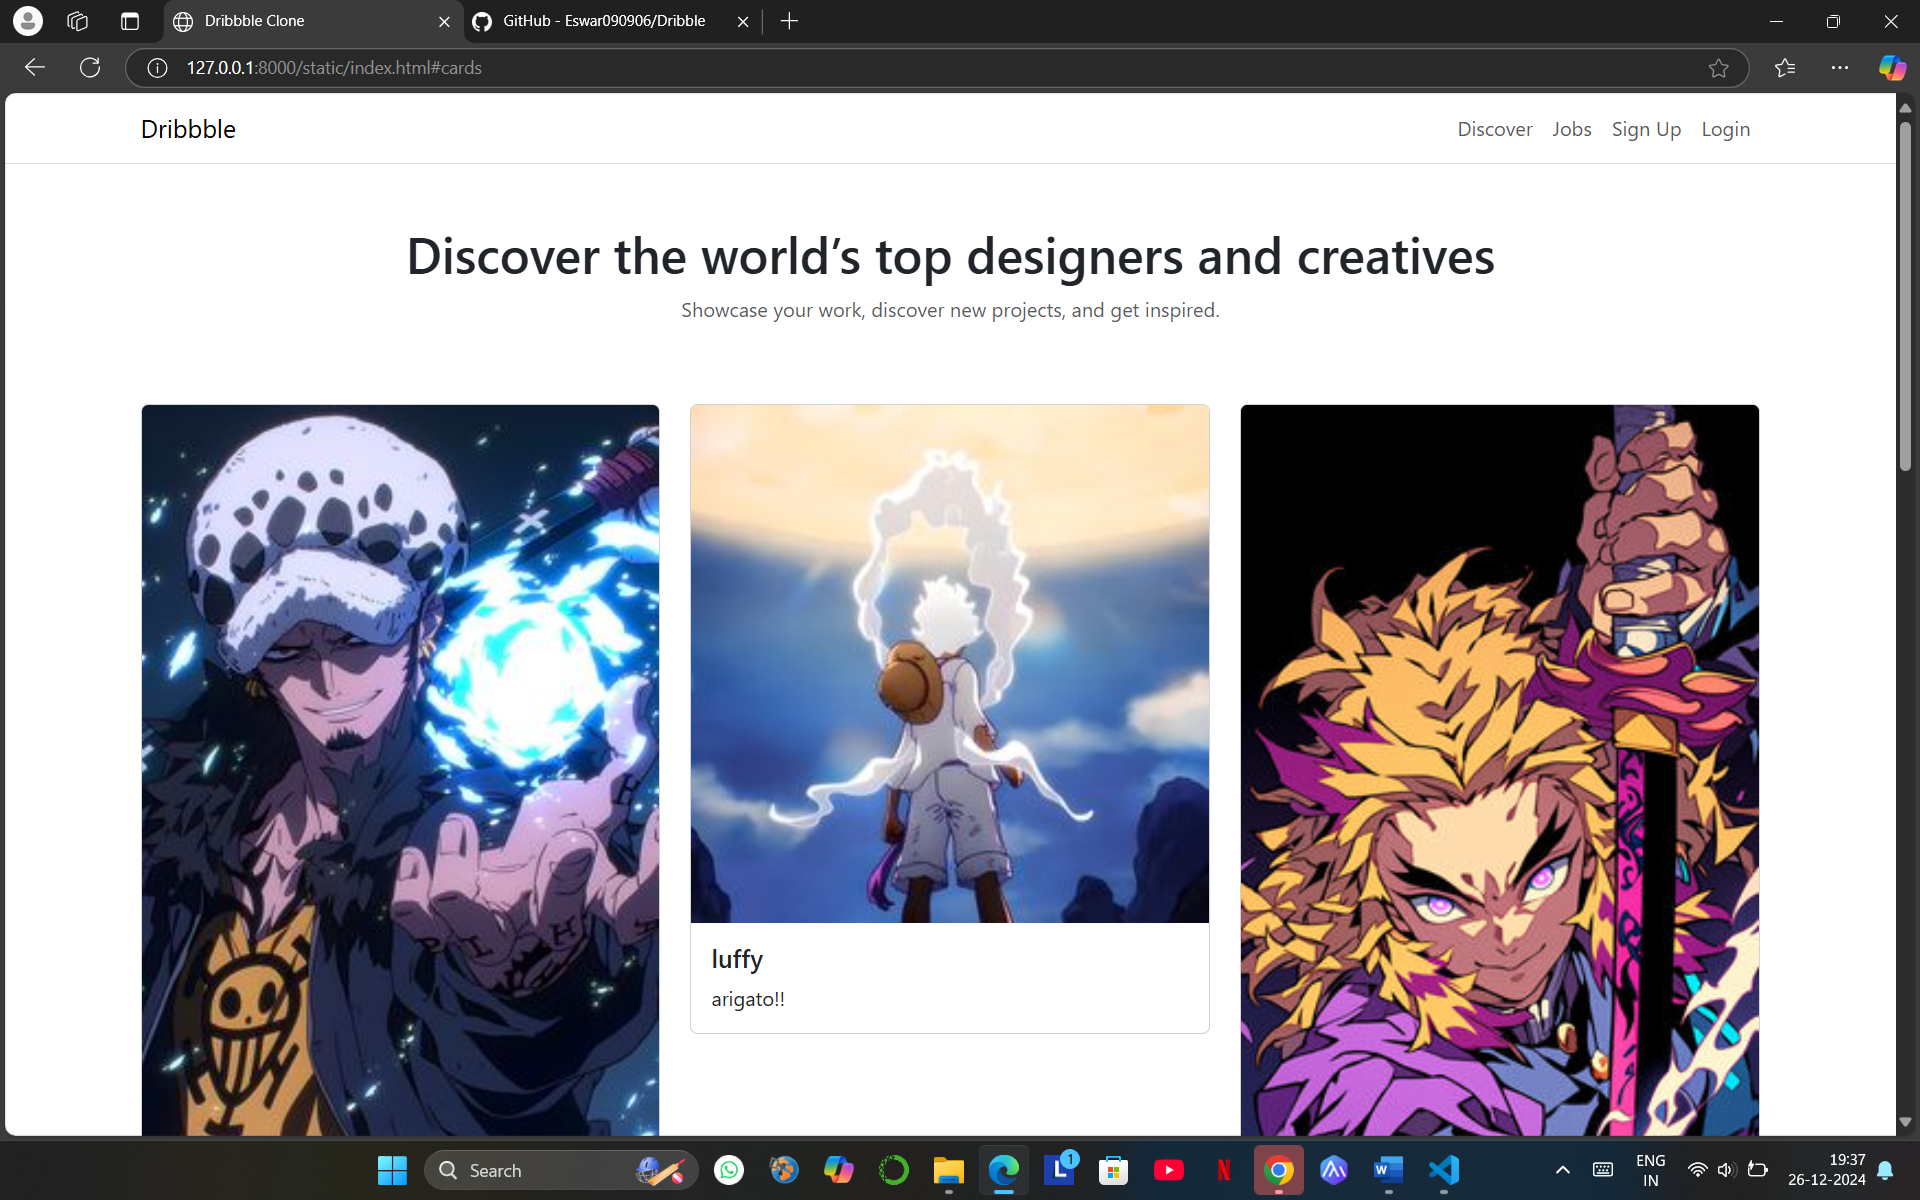 Dribbble Clone
GitHub - Eswar090906/Dribble
127.0.0.1:8000/static/index.html#cards
Dribbble
Discover Jobs Sign Up Login
Discover the world’s top designers and creatives
Showcase your work, discover new projects, and get inspired.
luffy
arigato!!
Search
1
L
N
W
ENG
IN
19:37
26-12-2024